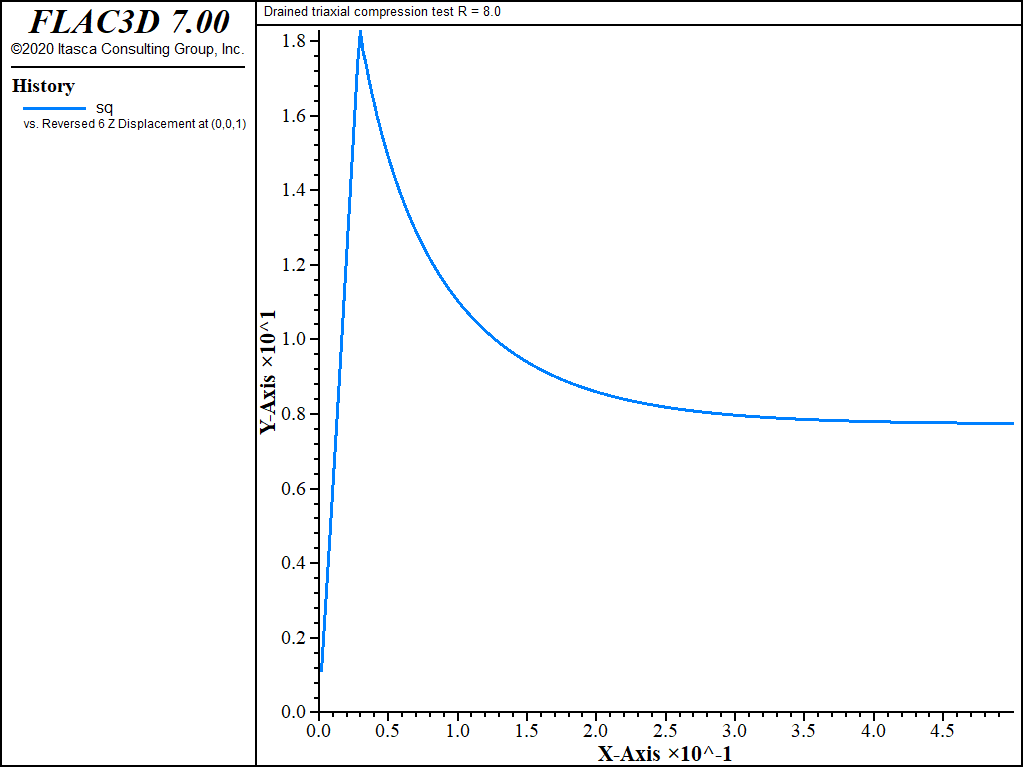 FLAC3D 7.00
©2020 Itasca Consulting Group, Inc.
History
sq
vs. Reversed 6 Z Displacement at (0,0,1)
Drained triaxial compression test R = 8.0
1.8
1.6
1.4
1.2
1.0
0.8
0.6
0.4
0.2
0.0
Y-Axis ×10^1
0.0 0.5 1.0 1.5 2.0 2.5 3.0 3.5 4.0 4.5
X-Axis ×10^-1